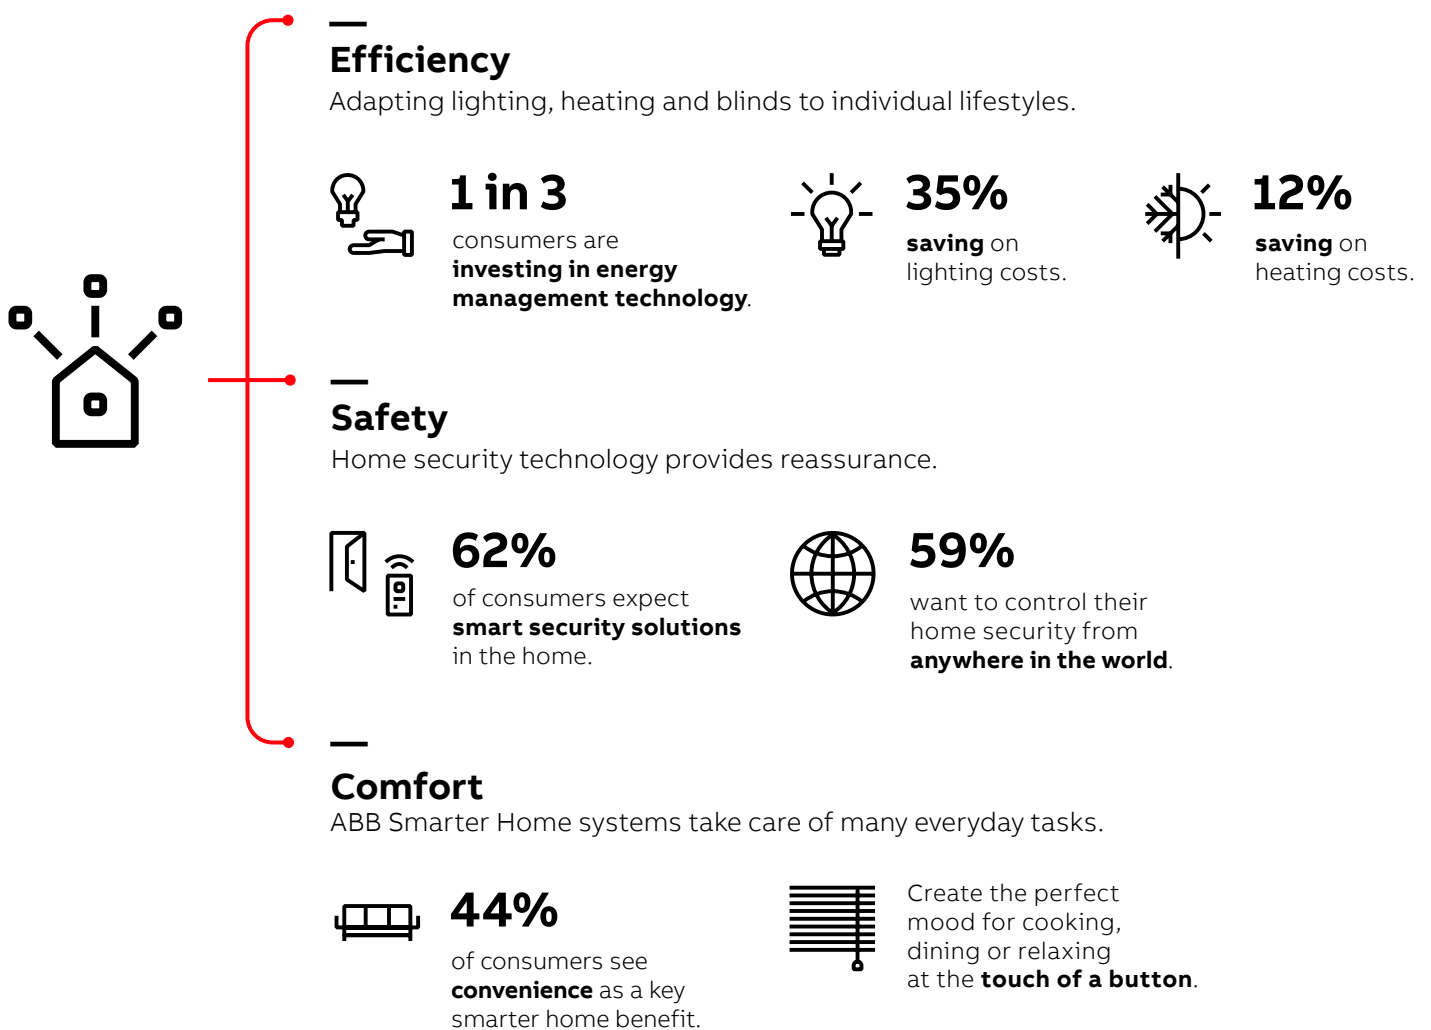 Efficiency
Adapting lighting, heating and blinds to individual lifestyles.
1 in 3
consumers are
investing in energy
management technology.
35%
saving on
lighting costs.
12%
saving on
heating costs.
Safety
Home security technology provides reassurance.
62%
of consumers expect
smart security solutions
in the home.
59%
want to control their
home security from
anywhere in the world.
Comfort
ABB Smarter Home systems take care of many everyday tasks.
44%
of consumers see
convenience as a key
smarter home benefit.
Create the perfect
mood for cooking,
dining or relaxing
at the touch of a button.